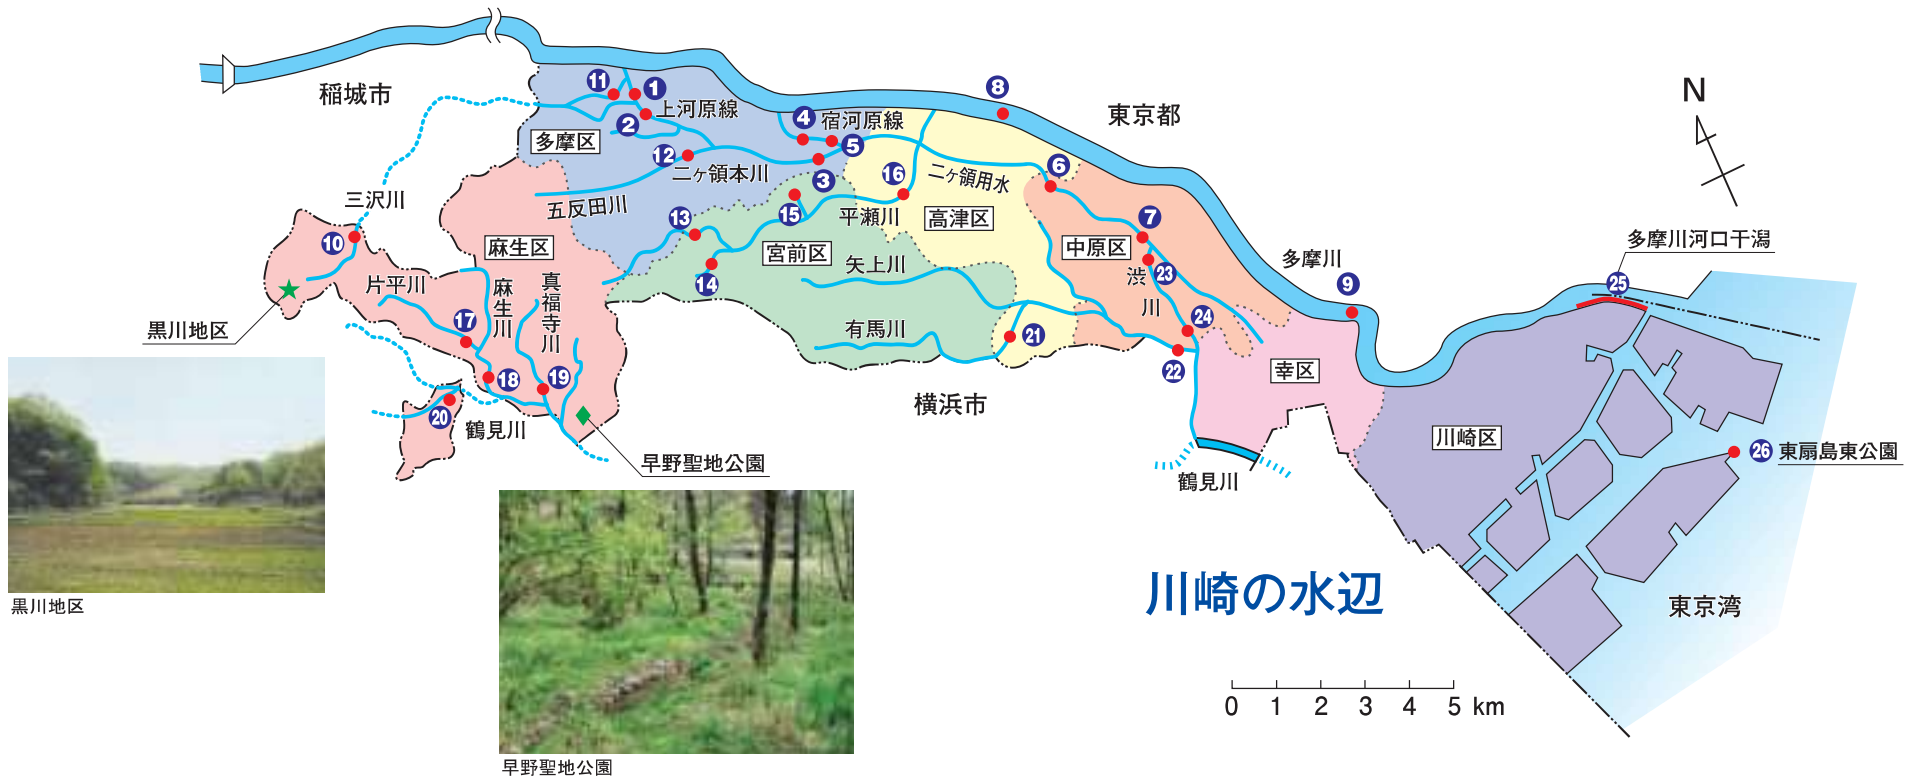 稲城市
11
1
上河原線
2
多摩区
12
二ヶ領本川
4
宿河原線
5
3
8
東京都
N
16
二ヶ領用水
6
三沢川
五反田川
13
15
平瀬川
高津区
7
中原区
10
麻生区
宮前区
矢上川
渋川
23
多摩川
多摩川河口干潟
25
9
片平川
麻生川
真福寺川
14
24
黒川地区
17
有馬川
21
22
幸区
18
19
20
鶴見川
横浜市
川崎区
早野聖地公園
鶴見川
26
東扇島東公園
川崎の水辺
東京湾
黒川地区
早野聖地公園
0 1 2 3 4 5 km